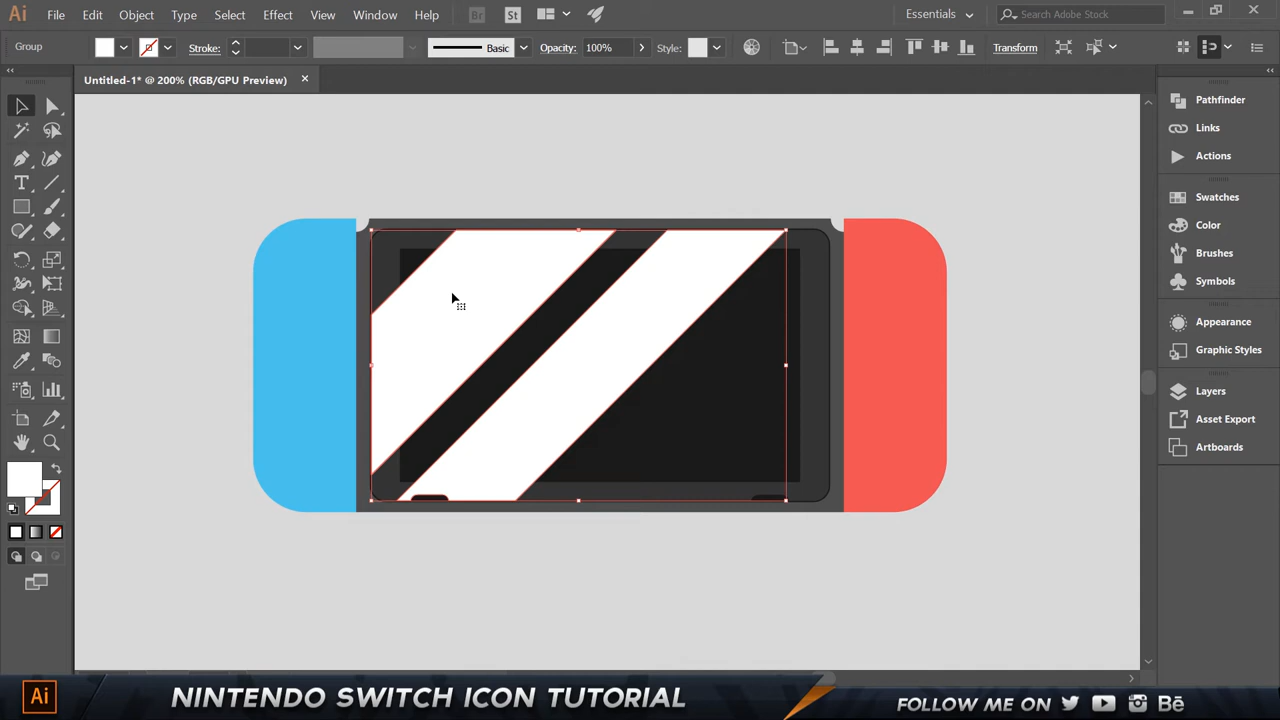 Ai File Edit Object Type Select Effect View Window Help Br St Essentials Search Adobe Stock
Group Stroke: Basic Opacity: 100% Style: Transform
Untitled-1* @ 200% (RGB/GPU Preview)
Pathfinder
Links
Actions
Swatches
Color
Brushes
Symbols
Appearance
Graphic Styles
Layers
Asset Export
Artboards
Ai NINTENDO SWITCH ICON TUTORIAL FOLLOW ME ON Bē